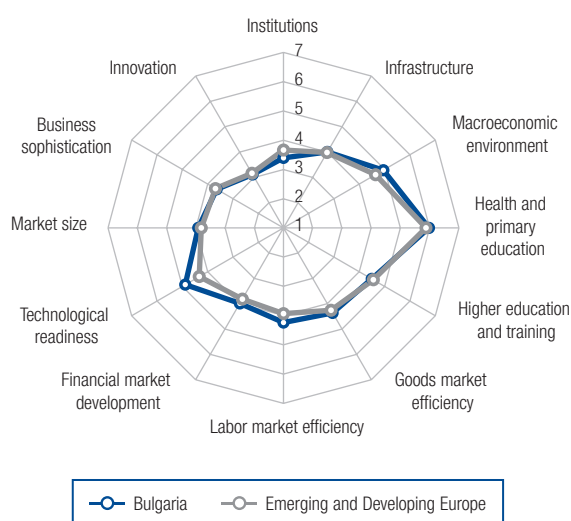 Institutions
Infrastructure
Macroeconomic
environment
Health and
primary
education
Higher education
and training
Goods market
efficiency
Labor market efficiency
Financial market
development
Technological
readiness
Market size
Business
sophistication
Innovation
7
6
5
4
3
2
1
Bulgaria
Emerging and Developing Europe